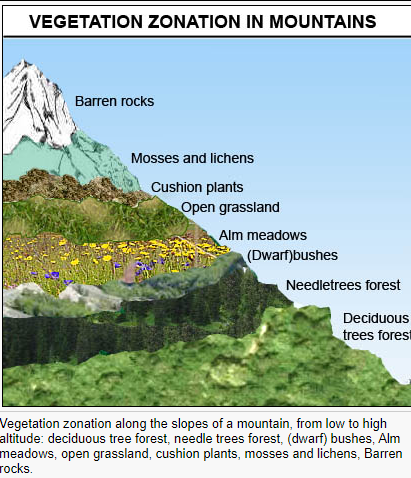 VEGETATION ZONATION IN MOUNTAINS
Barren rocks
Mosses and lichens
Cushion plants
Open grassland
Alm meadows
(Dwarf)bushes
Needletrees forest
Deciduous
trees forest
Vegetation zonation along the slopes of a mountain, from low to high
altitude: deciduous tree forest, needle trees forest, (dwarf) bushes, Alm
meadows, open grassland, cushion plants, mosses and lichens, Barren
rocks.